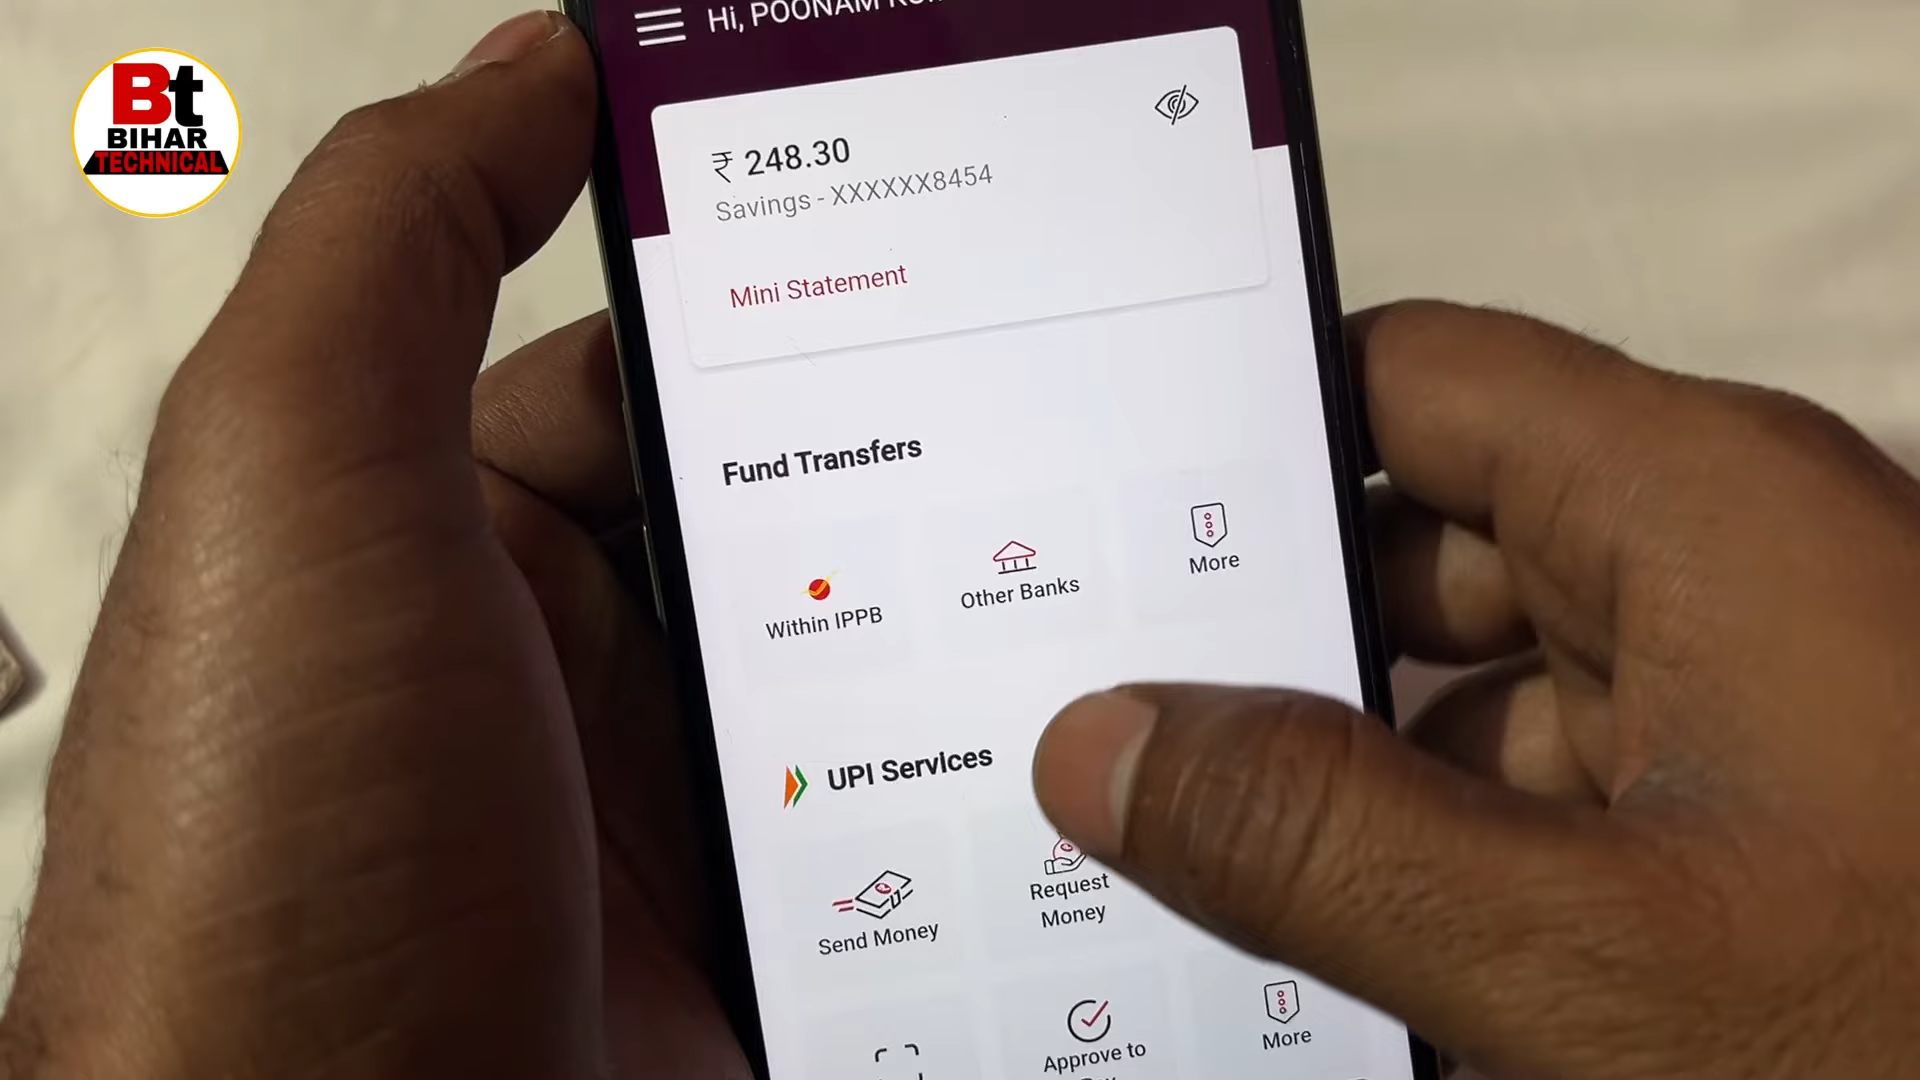 Bt
BIHAR
TECHNICAL
Hi, POONAM
₹ 248.30
Savings - XXXXXX8454
Mini Statement
Fund Transfers
Within IPPB
Other Banks
More
UPI Services
Send Money
Request
Money
Approve to
More